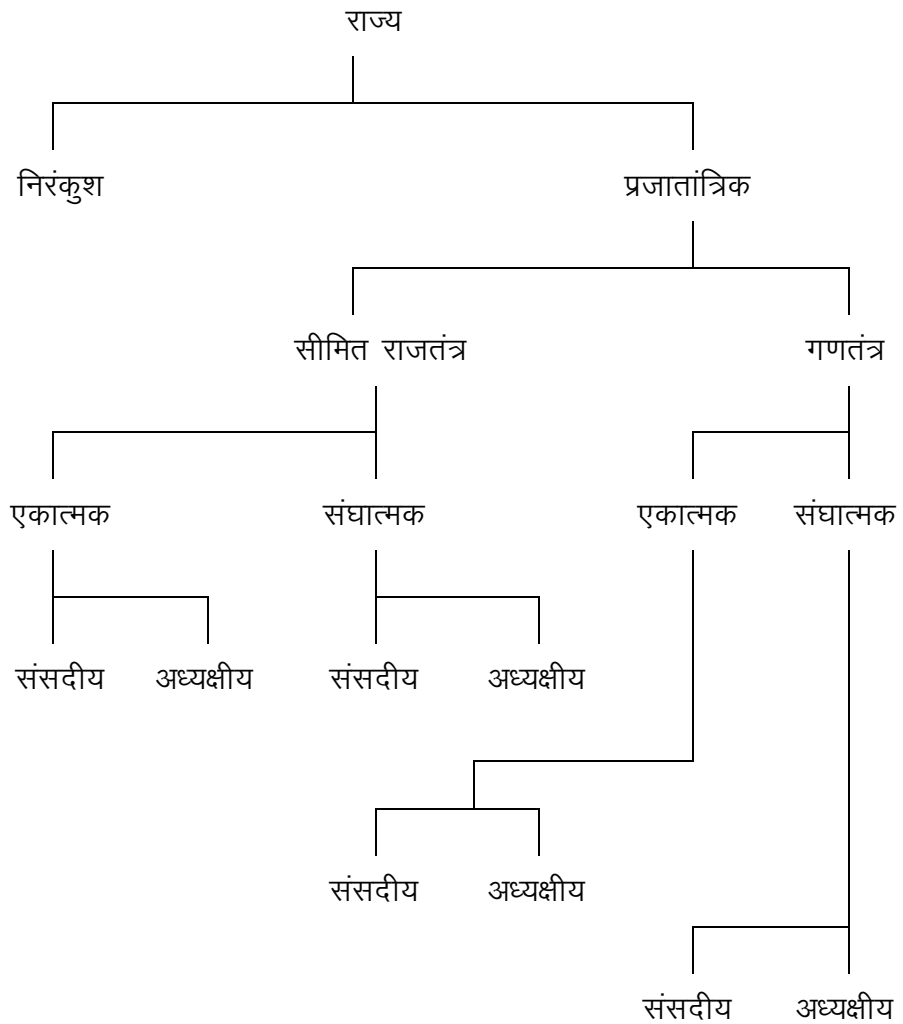 राज्य
निरंकुश प्रजातांत्रिक
सीमित राजतंत्र गणतंत्र
एकात्मक संघात्मक एकात्मक संघात्मक
संसदीय अध्यक्षीय संसदीय अध्यक्षीय
संसदीय अध्यक्षीय
संसदीय अध्यक्षीय